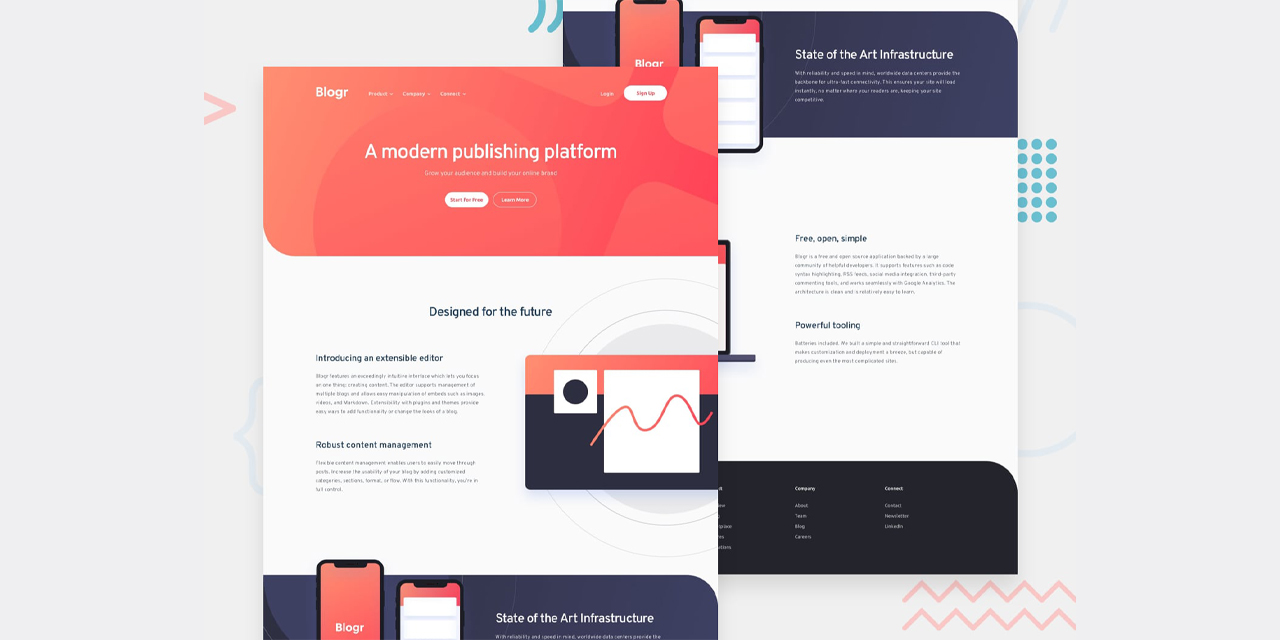 Blogr
Product
Company
Connect
Login
Sign Up
A modern publishing platform
Grow your audience and build your online brand
Start for Free
Learn More
Designed for the future
Introducing an extensible editor
Blogr features an exceedingly intuitive interface which lets you focus
on one thing: creating content. The editor supports management of
multiple blogs and allows easy manipulation of embeds such as images,
videos, and Markdown. Extensibility with plugins and themes provide
easy ways to add functionality or change the looks of a blog.
Robust content management
Flexible content management enables users to easily move through
posts. Increase the usability of your blog by adding customized
categories, sections, format, or flow. With this functionality, you're in
full control.
Blogr
State of the Art Infrastructure
With reliability and speed in mind, worldwide data centers provide the
Blogr
State of the Art Infrastructure
With reliability and speed in mind, worldwide data centers provide the
backbone for ultra-fast connectivity. This ensures your site will load
instantly, no matter where your readers are, keeping your site
competitive.
Free, open, simple
Blogr is a free and open source application backed by a large
community of helpful developers. It supports features such as code
syntax highlighting, RSS feeds, social media integration, third-party
commenting tools, and works seamlessly with Google Analytics. The
architecture is clean and is relatively easy to learn.
Powerful tooling
Batteries included. We built a simple and straightforward CLI tool that
makes customization and deployment a breeze, but capable of
producing even the most complicated sites.
Company
About
Team
Blog
Careers
Connect
Contact
Newsletter
LinkedIn